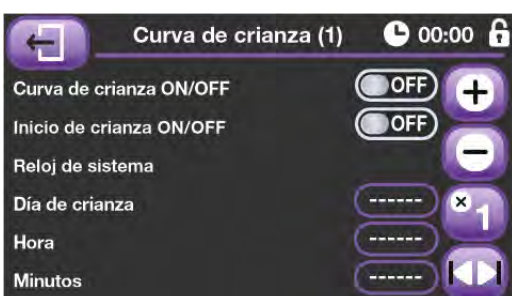 Curva de crianza (1) 00:00
Curva de crianza ON/OFF OFF
Inicio de crianza ON/OFF OFF
Reloj de sistema
Día de crianza ------
Hora ------
Minutos ------
+
−
×1